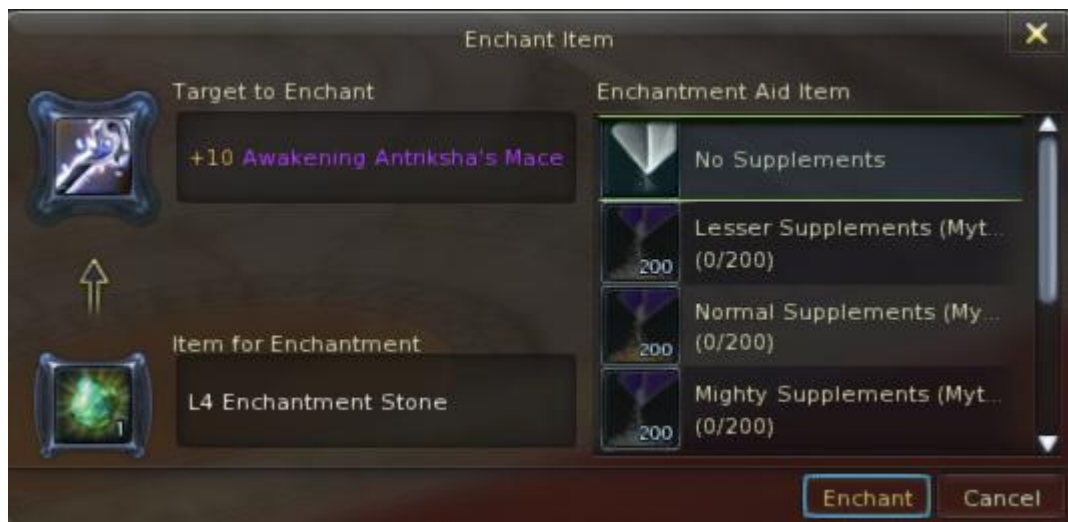 Enchant Item
Target to Enchant
+10 Awakening Antriksha's Mace
Item for Enchantment
1
L4 Enchantment Stone
Enchantment Aid Item
No Supplements
Lesser Supplements (Myt...
200
(0/200)
Normal Supplements (My...
200
(0/200)
Mighty Supplements (Myt...
200
(0/200)
Enchant
Cancel